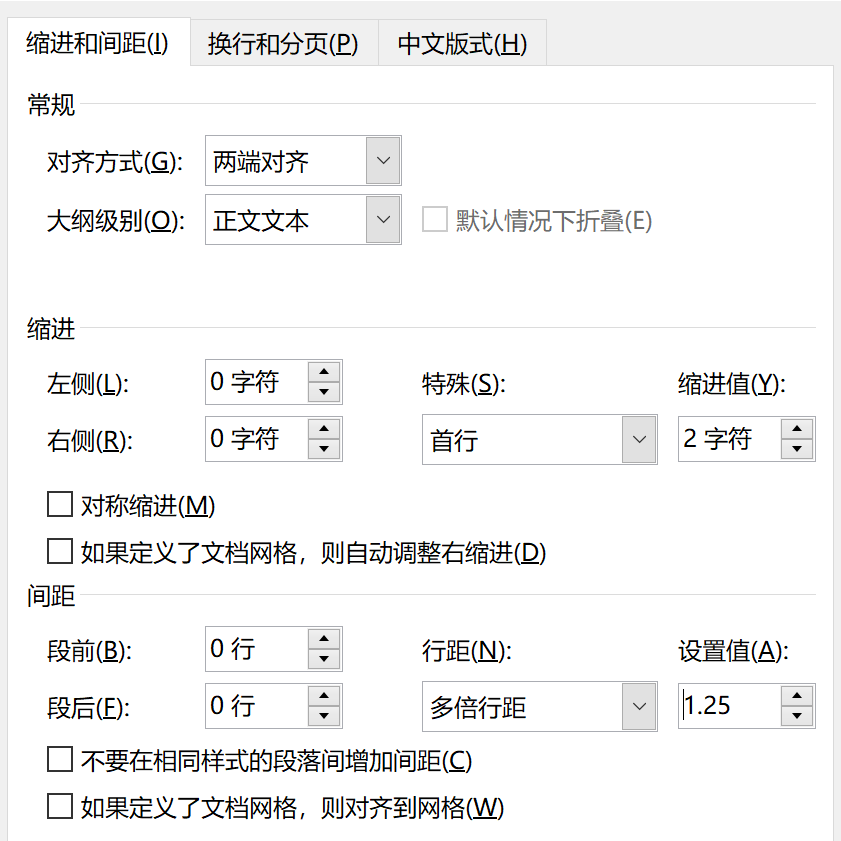 缩进和间距(I) 换行和分页(P) 中文版式(H)
常规
对齐方式(G): 两端对齐
大纲级别(O): 正文文本 默认情况下折叠(E)
缩进
左侧(L): 0 字符 特殊(S): 缩进值(Y):
右侧(R): 0 字符 首行 2 字符
对称缩进(M)
如果定义了文档网格，则自动调整右缩进(D)
间距
段前(B): 0 行 行距(N): 设置值(A):
段后(F): 0 行 多倍行距 1.25
不要在相同样式的段落间增加间距(C)
如果定义了文档网格，则对齐到网格(W)